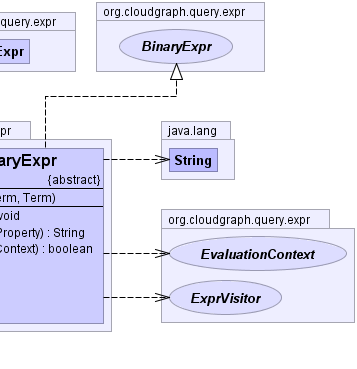 query.expr
Expr
org.cloudgraph.query.expr
BinaryExpr
pr
aryExpr
{abstract}
erm, Term)
void
Property) : String
Context) : boolean
java.lang
String
org.cloudgraph.query.expr
EvaluationContext
ExprVisitor